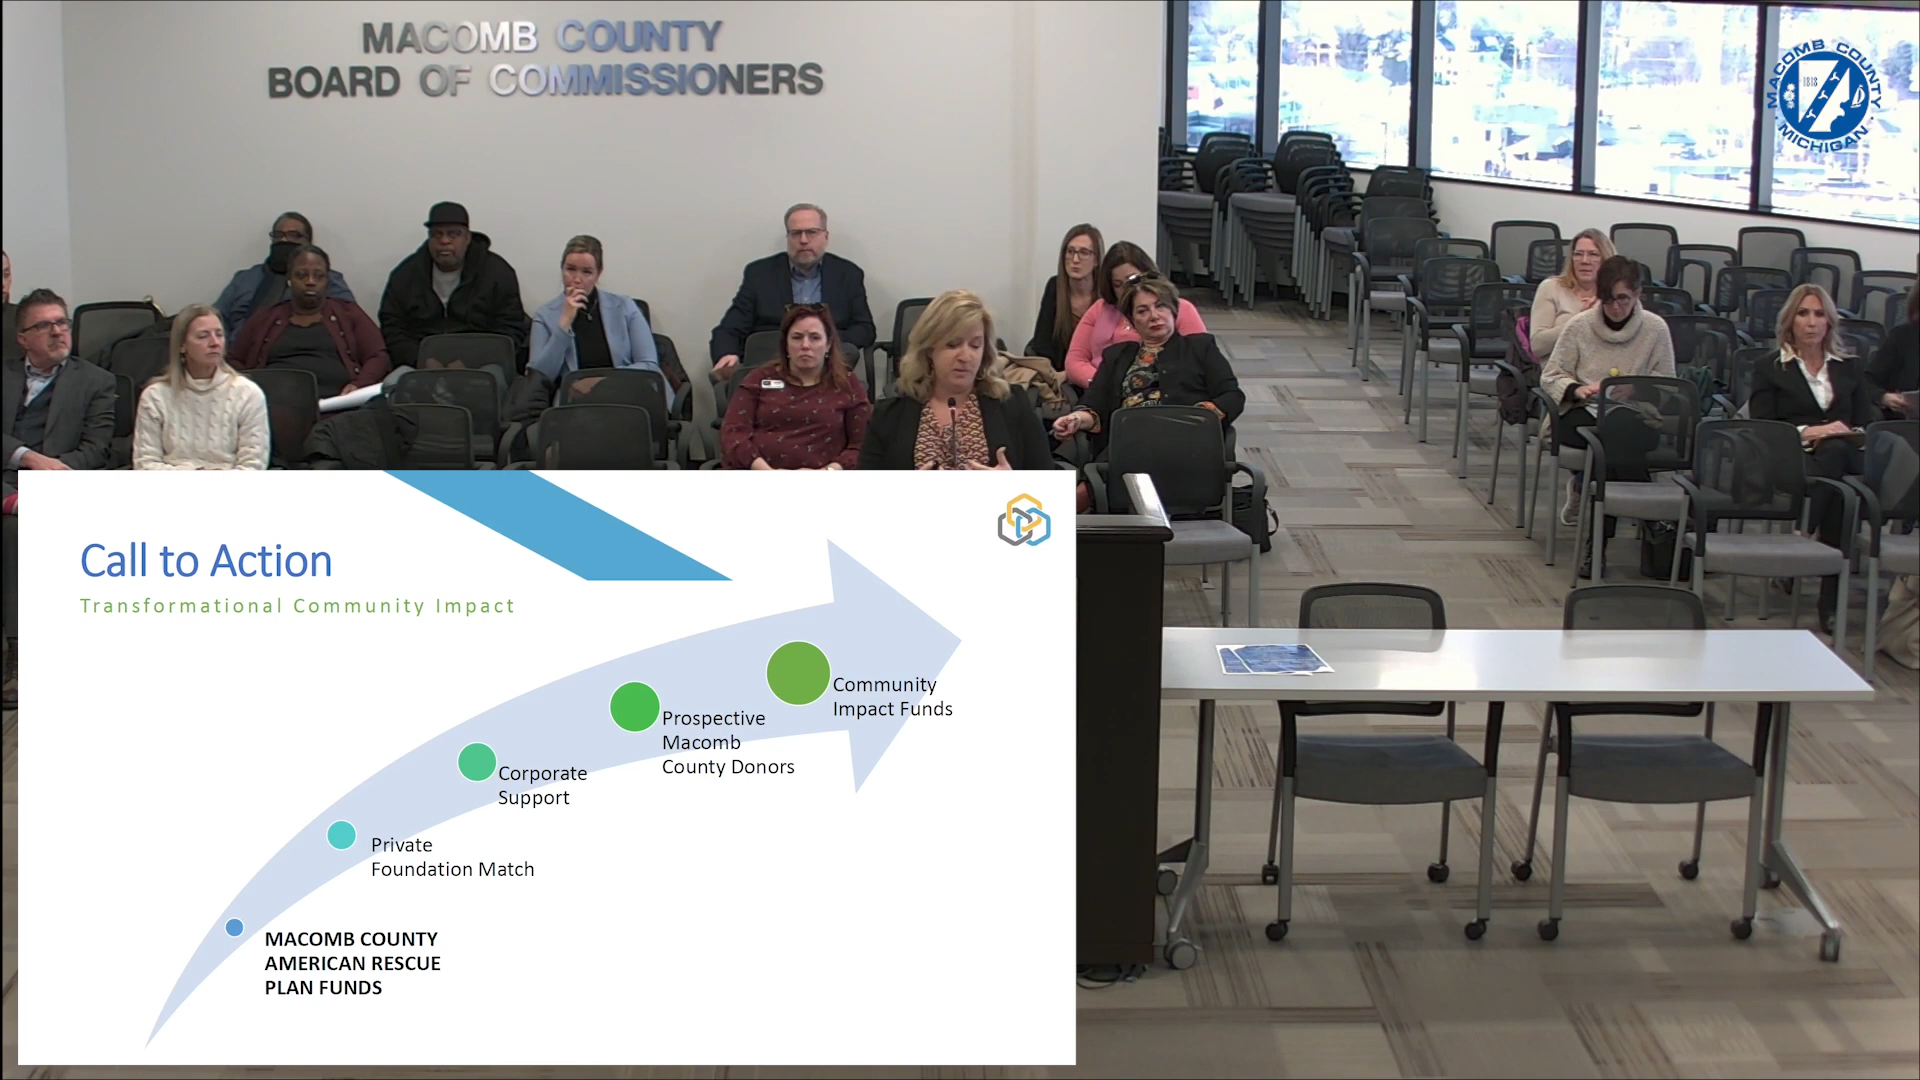 MACOMB COUNTY
BOARD OF COMMISSIONERS
MACOMB COUNTY
1818
MICHIGAN
Call to Action
Transformational Community Impact
Community
Impact Funds
Prospective
Macomb
County Donors
Corporate
Support
Private
Foundation Match
MACOMB COUNTY
AMERICAN RESCUE
PLAN FUNDS